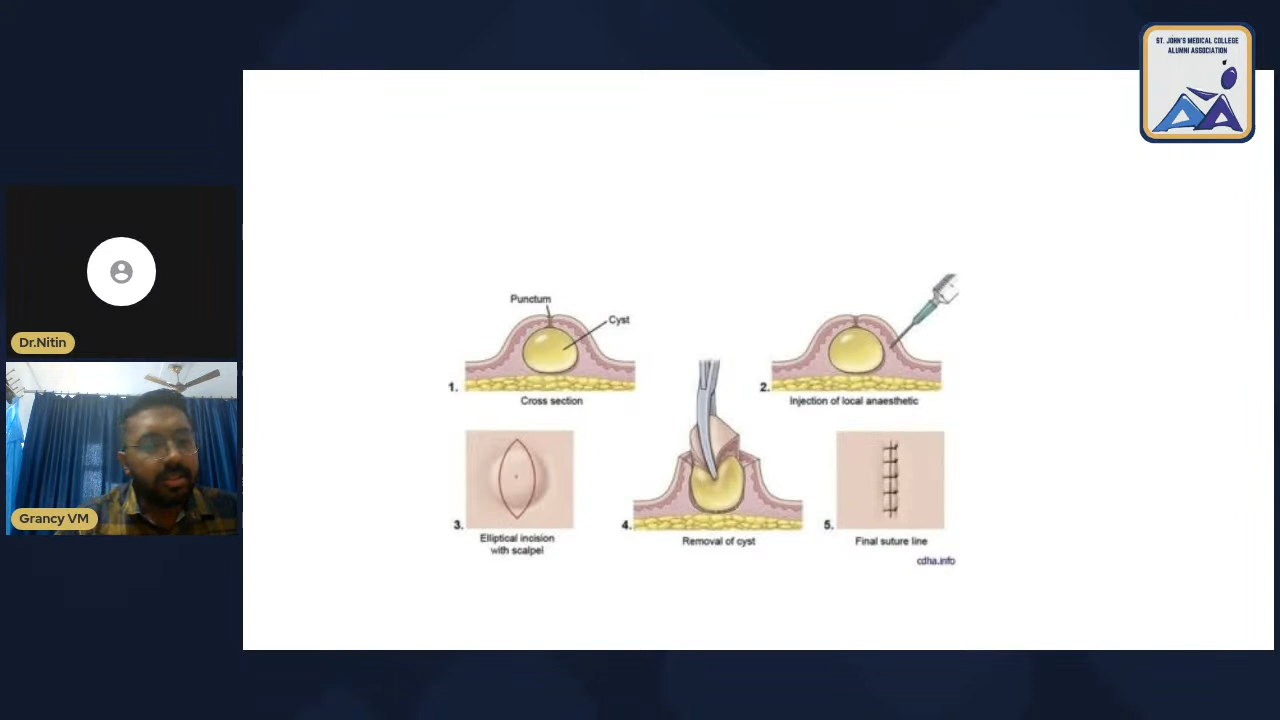 ST. JOHN'S MEDICAL COLLEGE
ALUMNI ASSOCIATION
Dr.Nitin
Grancy VM
Punctum
Cyst
1.
Cross section
2.
Injection of local anaesthetic
3.
Elliptical incision
with scalpel
4.
Removal of cyst
5.
Final suture line
cdha.info